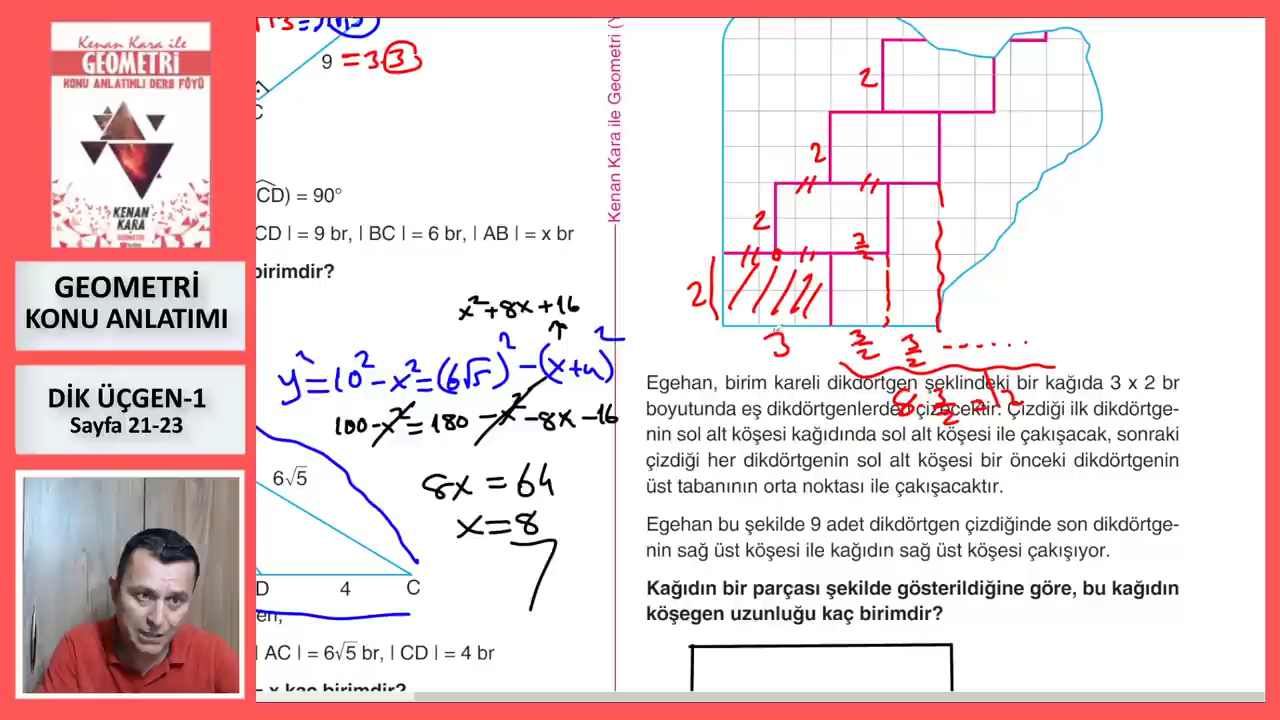 Kenan Kara ile
GEOMETRİ
KONU ANLATIMLI DERS FÖYÜ
KENAN
KARA
GEOMETRİ
KONU ANLATIMI
DİK ÜÇGEN-1
Sayfa 21-23
9 = 3.3
C
CD) = 90°
CD | = 9 br, | BC | = 6 br, | AB | = x br
birimdir?
x²+8x+16
y²=10²-x²=(6√5)²-(x+4)²
100-x²=180-x²-8x-16
8x=64
x=8
6√5
D 4 C
gen,
| AC | = 6√5 br, | CD | = 4 br
x kaç birimdir?
Kenan Kara ile Geometri (Y
2
2
2
3/2
2
3
3/2 3/2 ........
8.3/2=12
Egehan, birim kareli dikdörtgen şeklindeki bir kağıda 3 x 2 br
boyutunda eş dikdörtgenlerden çizecektir. Çizdiği ilk dikdörtge-
nin sol alt köşesi kağıdında sol alt köşesi ile çakışacak, sonraki
çizdiği her dikdörtgenin sol alt köşesi bir önceki dikdörtgenin
üst tabanının orta noktası ile çakışacaktır.
Egehan bu şekilde 9 adet dikdörtgen çizdiğinde son dikdörtge-
nin sağ üst köşesi ile kağıdın sağ üst köşesi çakışıyor.
Kağıdın bir parçası şekilde gösterildiğine göre, bu kağıdın
köşegen uzunluğu kaç birimdir?